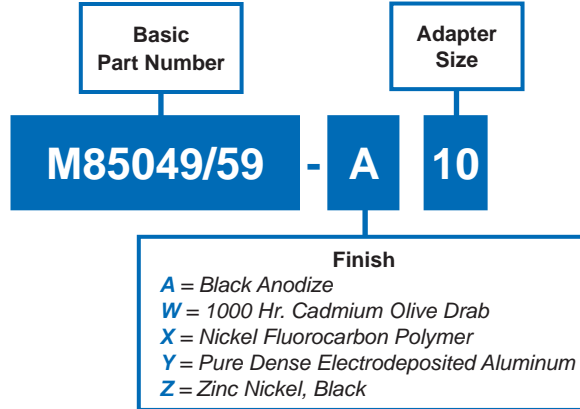 Basic
Part Number
Adapter
Size
M85049/59 - A 10
Finish
A = Black Anodize
W = 1000 Hr. Cadmium Olive Drab
X = Nickel Fluorocarbon Polymer
Y = Pure Dense Electrodeposited Aluminum
Z = Zinc Nickel, Black